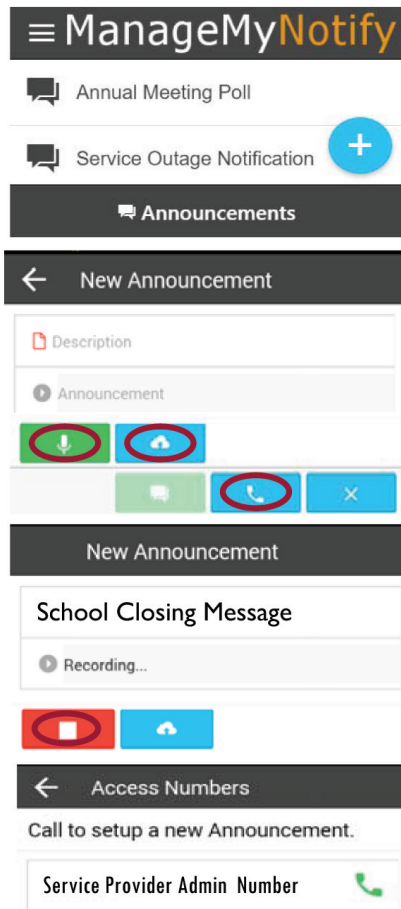 ManageMyNotify
Annual Meeting Poll
Service Outage Notification
Announcements
New Announcement
Description
Announcement
New Announcement
School Closing Message
Recording...
Access Numbers
Call to setup a new Announcement.
Service Provider Admin Number